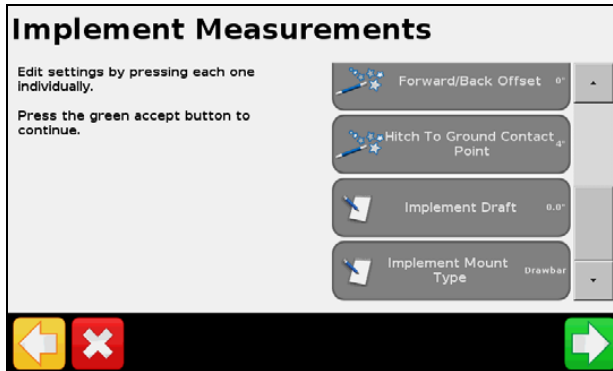 Implement Measurements
Edit settings by pressing each one
individually.
Press the green accept button to
continue.
Forward/Back Offset 0"
Hitch To Ground Contact 4"
Point
Implement Draft 0.0"
Implement Mount Drawbar
Type